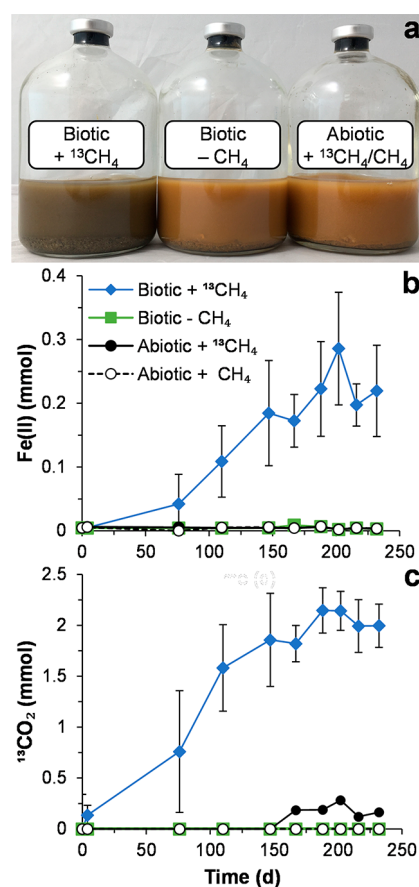 a
Biotic
+ ¹³CH₄
Biotic
– CH₄
Abiotic
+ ¹³CH₄/CH₄
b
Fe(II) (mmol)
0.4
0.3
0.2
0.1
0
Biotic + ¹³CH₄
Biotic - CH₄
Abiotic + ¹³CH₄
Abiotic + CH₄
0 50 100 150 200 250
c
¹³CO₂ (mmol)
2.5
2
1.5
1
0.5
0
0 50 100 150 200 250
Time (d)